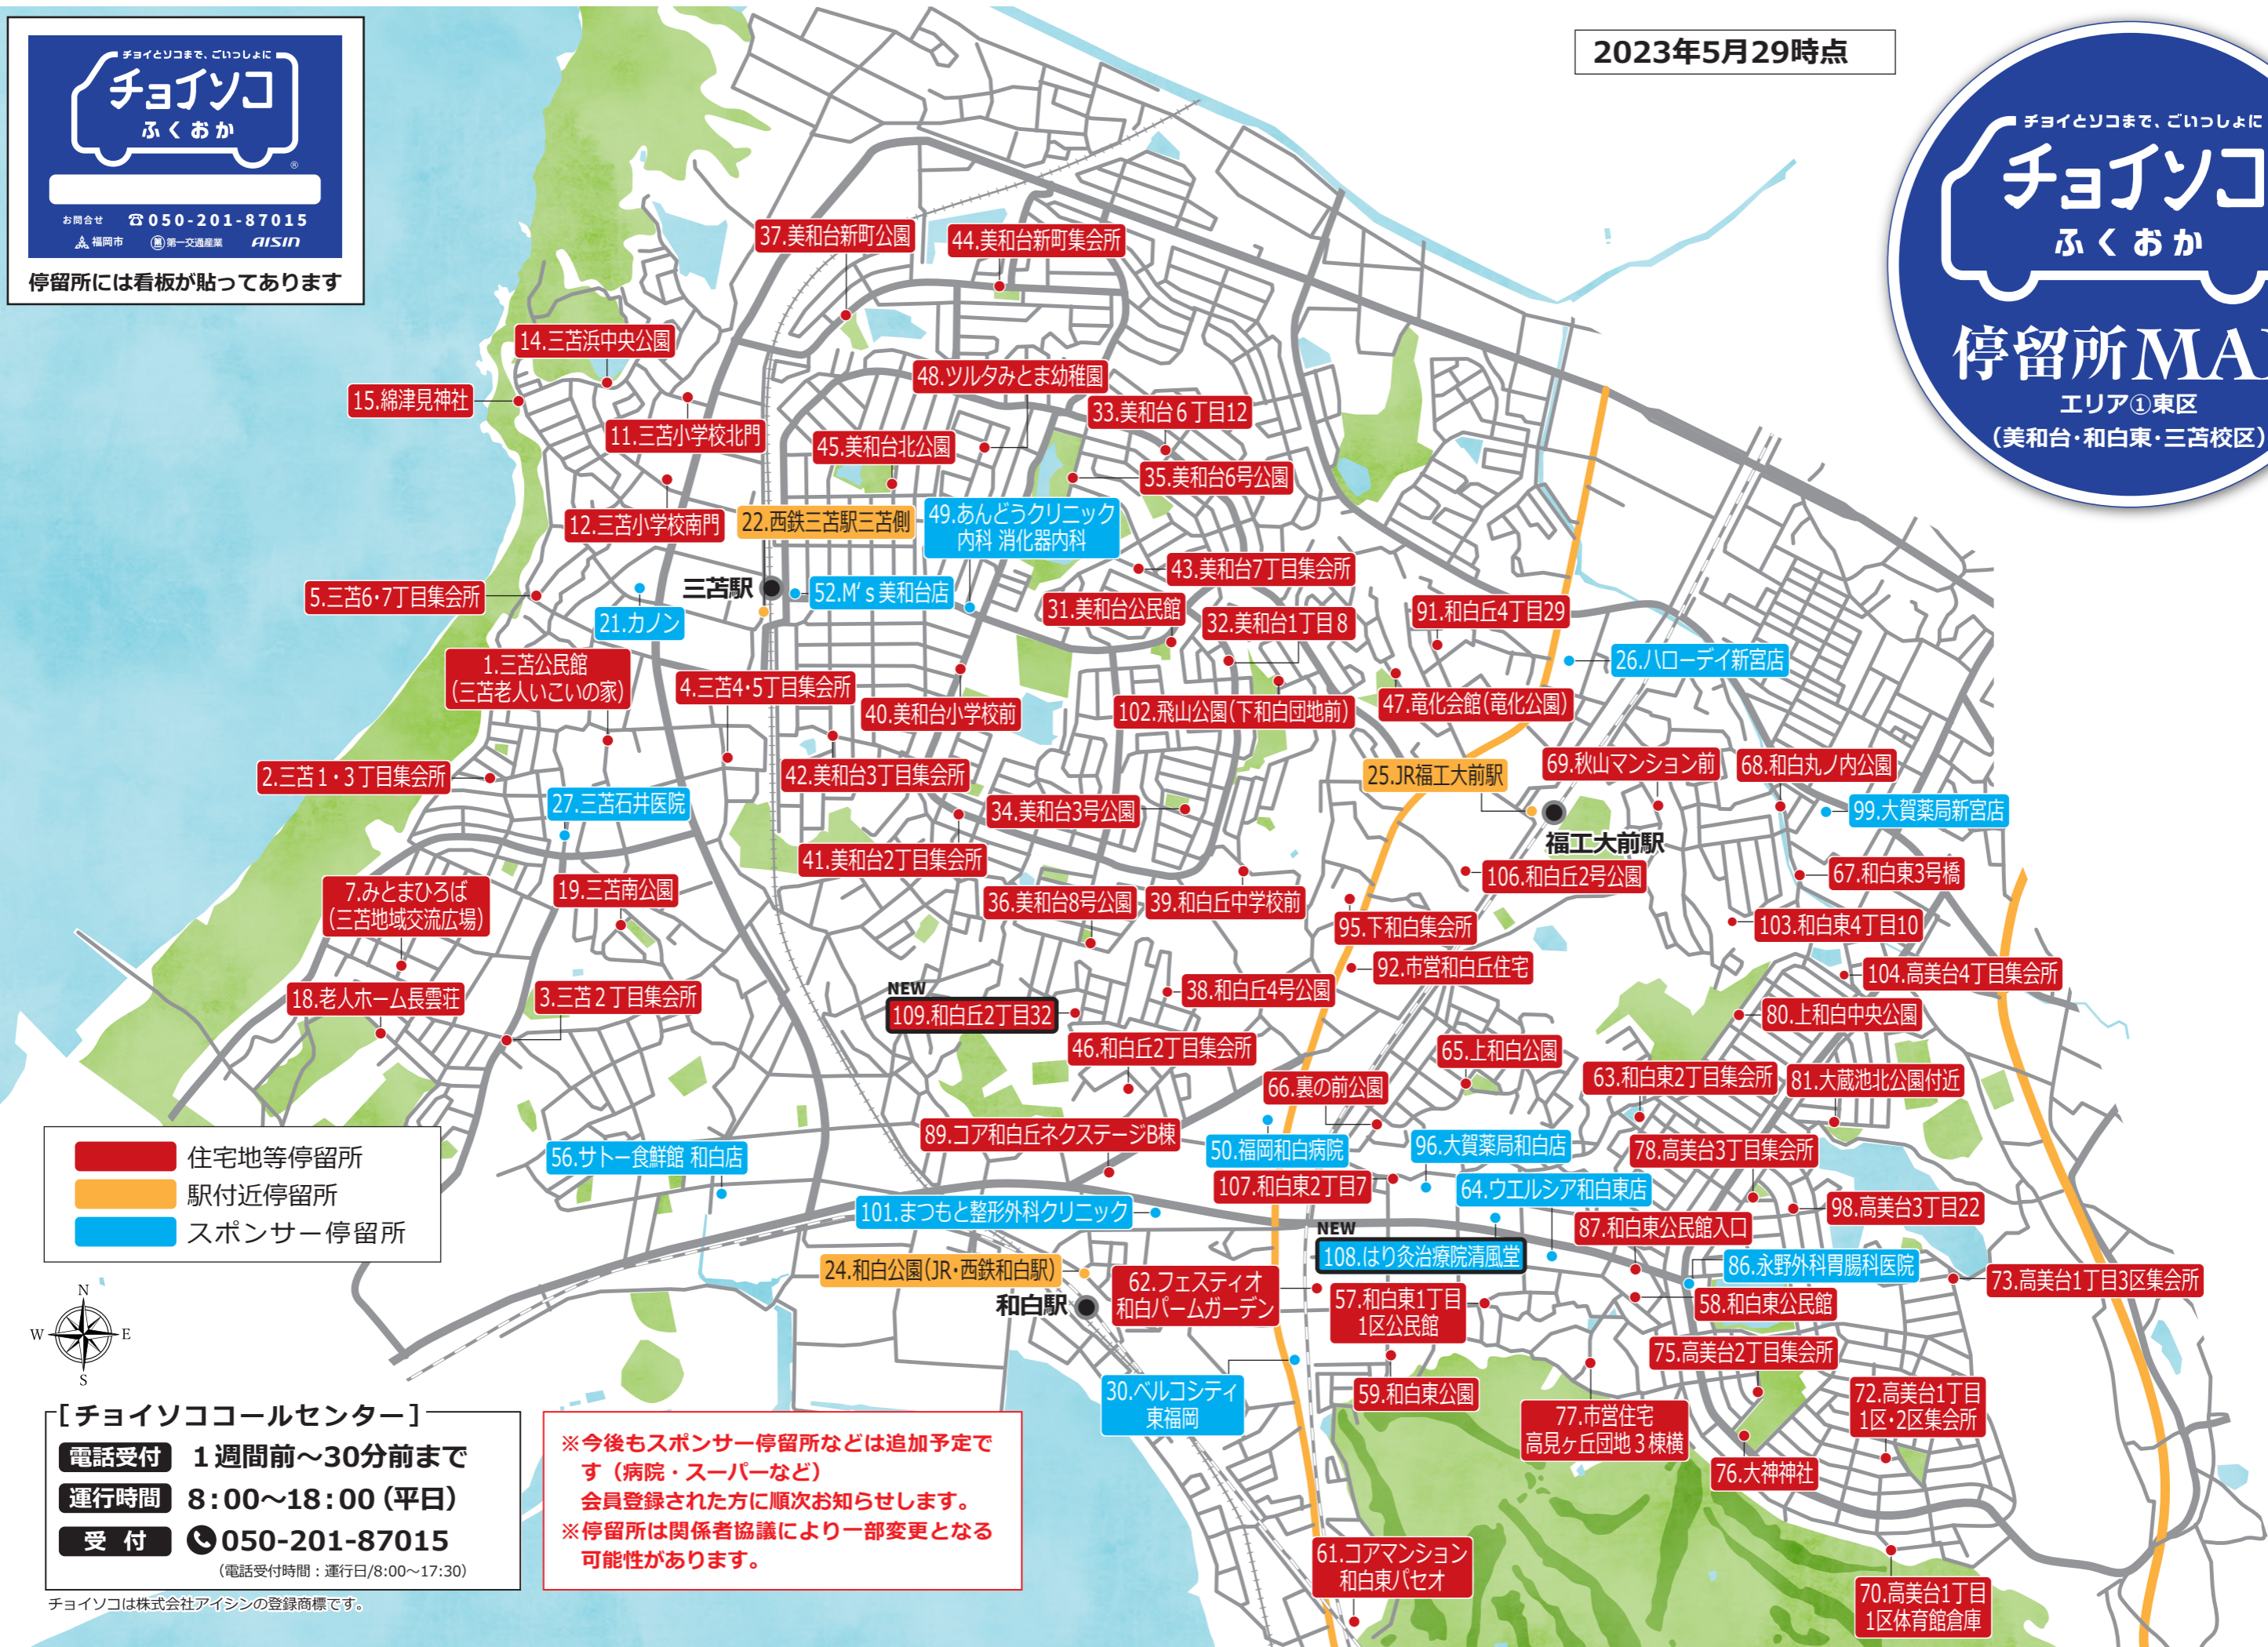 チョイとソコまで、ごいっしょに
チョイソコ
ふくおか
®
お問合せ ☎050-201-87015
福岡市 第一交通産業 AISIN
停留所には看板が貼ってあります
2023年5月29時点
チョイとソコまで、ごいっしょに
チョイソコ
ふくおか
停留所MA
エリア①東区
(美和台・和白東・三苫校区)
37.美和台新町公園
44.美和台新町集会所
14.三苫浜中央公園
48.ツルタみとま幼稚園
15.綿津見神社
33.美和台6丁目12
11.三苫小学校北門
45.美和台北公園
35.美和台6号公園
12.三苫小学校南門
22.西鉄三苫駅三苫側
49.あんどうクリニック
内科 消化器内科
43.美和台7丁目集会所
三苫駅
52.M's美和台店
5.三苫6・7丁目集会所
21.カノン
31.美和台公民館
32.美和台1丁目8
91.和白丘4丁目29
26.ハローデイ新宮店
1.三苫公民館
(三苫老人いこいの家)
4.三苫4・5丁目集会所
40.美和台小学校前
102.飛山公園(下和白団地前)
47.竜化会館(竜化公園)
2.三苫1・3丁目集会所
42.美和台3丁目集会所
25.JR福工大前駅
69.秋山マンション前
68.和白丸ノ内公園
27.三苫石井医院
34.美和台3号公園
99.大賀薬局新宮店
福工大前駅
41.美和台2丁目集会所
106.和白丘2号公園
67.和白東3号橋
7.みとまひろば
(三苫地域交流広場)
19.三苫南公園
36.美和台8号公園
39.和白丘中学校前
95.下和白集会所
103.和白東4丁目10
92.市営和白丘住宅
104.高美台4丁目集会所
18.老人ホーム長雲荘
3.三苫2丁目集会所
NEW
109.和白丘2丁目32
38.和白丘4号公園
80.上和白中央公園
46.和白丘2丁目集会所
65.上和白公園
66.裏の前公園
63.和白東2丁目集会所
81.大蔵池北公園付近
89.コア和白丘ネクステージB棟
50.福岡和白病院
96.大賀薬局和白店
78.高美台3丁目集会所
56.サトー食鮮館 和白店
107.和白東2丁目7
64.ウエルシア和白東店
98.高美台3丁目22
101.まつもと整形外科クリニック
87.和白東公民館入口
NEW
108.はり灸治療院清風堂
86.永野外科胃腸科医院
24.和白公園(JR・西鉄和白駅)
73.高美台1丁目3区集会所
62.フェスティオ
和白パームガーデン
和白駅
57.和白東1丁目
1区公民館
58.和白東公民館
75.高美台2丁目集会所
30.ベルコシティ
東福岡
59.和白東公園
72.高美台1丁目
1区・2区集会所
77.市営住宅
高見ヶ丘団地3棟横
76.大神神社
61.コアマンション
和白東パセオ
70.高美台1丁目
1区体育館倉庫
住宅地等停留所
駅付近停留所
スポンサー停留所
N
W E
S
[チョイソココールセンター]
電話受付 1週間前～30分前まで
運行時間 8:00～18:00(平日)
受付 050-201-87015
(電話受付時間:運行日/8:00～17:30)
チョイソコは株式会社アイシンの登録商標です。
※今後もスポンサー停留所などは追加予定で
す(病院・スーパーなど)
会員登録された方に順次お知らせします。
※停留所は関係者協議により一部変更となる
可能性があります。